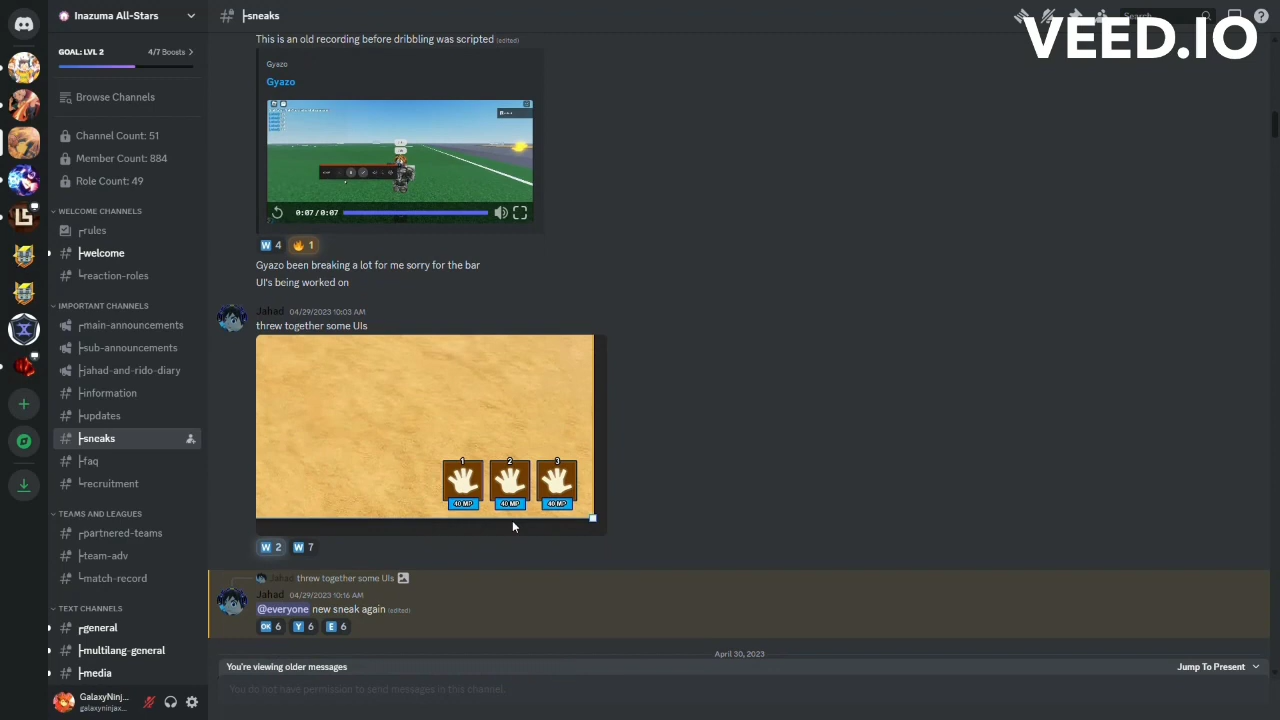 Inazuma All-Stars
├sneaks
Search
VEED.IO
GOAL: LVL 2
4/7 Boosts
Browse Channels
Channel Count: 51
Member Count: 884
Role Count: 49
WELCOME CHANNELS
┌rules
├welcome
└reaction-roles
IMPORTANT CHANNELS
┌main-announcements
├sub-announcements
├jahad-and-rido-diary
├information
├updates
├sneaks
├faq
└recruitment
TEAMS AND LEAGUES
┌partnered-teams
├team-adv
└match-record
TEXT CHANNELS
┌general
├multilang-general
├media
GalaxyNinj...
galaxyninjax...
This is an old recording before dribbling was scripted (edited)
Gyazo
Gyazo
0:07 / 0:07
W 4
1
Gyazo been breaking a lot for me sorry for the bar
UI's being worked on
Jahad 04/29/2023 10:03 AM
threw together some UIs
1 2 3
40 MP 40 MP 40 MP
W 2 W 7
Jahad threw together some UIs
Jahad 04/29/2023 10:16 AM
@everyone new sneak again (edited)
OK 6 Y 6 E 6
April 30, 2023
You're viewing older messages
Jump To Present
You do not have permission to send messages in this channel.